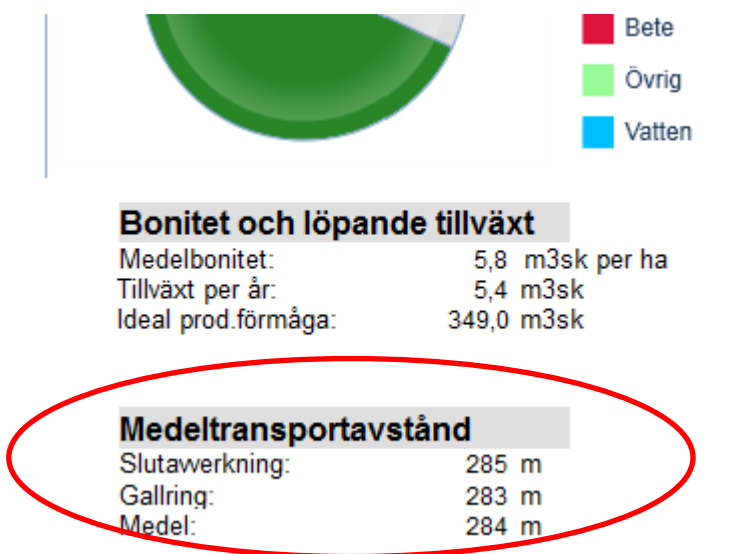 Bete
Övrig
Vatten
Bonitet och löpande tillväxt
Medelbonitet: 5,8 m3sk per ha
Tillväxt per år: 5,4 m3sk
Ideal prod.förmåga: 349,0 m3sk
Medeltransportavstånd
Slutavverkning: 285 m
Gallring: 283 m
Medel: 284 m